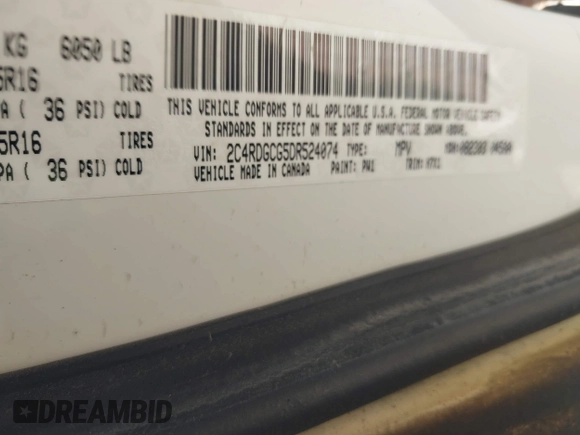 KG 6050 LB
5R16 TIRES
PA ( 36 PSI) COLD
5R16 TIRES
PA ( 36 PSI) COLD
THIS VEHICLE CONFORMS TO ALL APPLICABLE U.S.A. FEDERAL MOTOR VEHICLE SAFETY
STANDARDS IN EFFECT ON THE DATE OF MANUFACTURE SHOWN ABOVE.
VIN: 2C4RDGCG5DR524074 TYPE: MPV
VEHICLE MADE IN CANADA PAINT: PW1 TRIM:
DREAMBID